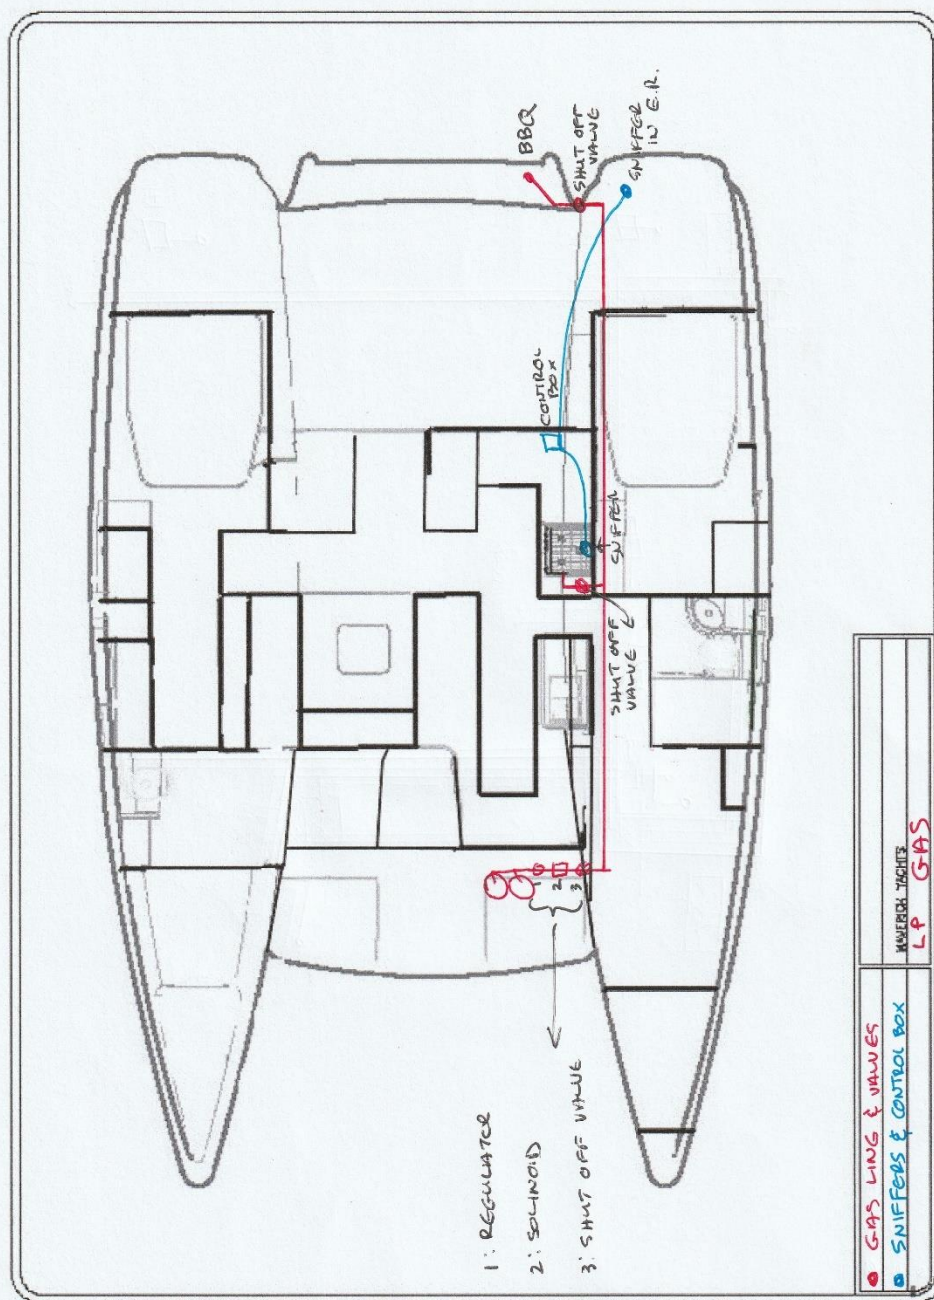 BBQ
SHUT OFF
VALVE
SNIFFER
IN E.R.
CONTROL
BOX
SNIFFER
SHUT OFF
VALVE
1
2
3
1: REGULATOR
2: SOLINOID
3: SHUT OFF VALVE
GAS LINE & VALVES
SNIFFERS & CONTROL BOX
MAVERICK YACHTS
LP GAS